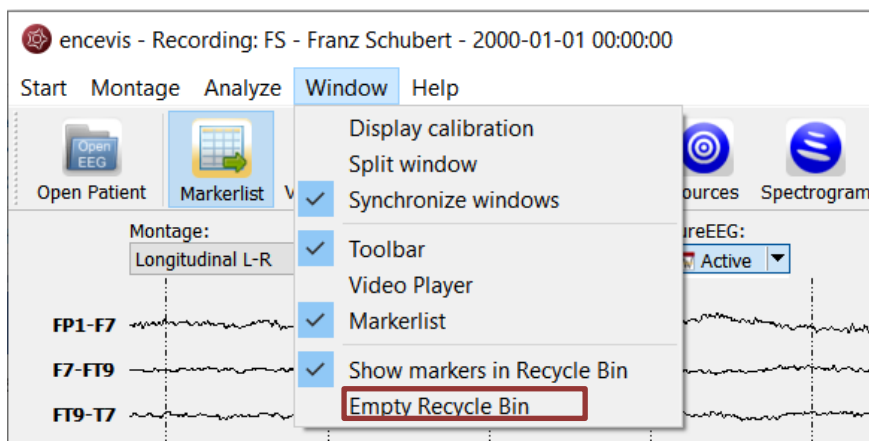 encevis - Recording: FS - Franz Schubert - 2000-01-01 00:00:00
Start Montage Analyze Window Help
Open EEG
Open Patient
Markerlist
Display calibration
Split window
Synchronize windows
Toolbar
Video Player
Markerlist
Show markers in Recycle Bin
Empty Recycle Bin
Spectrogram
Montage:
Longitudinal L-R
Active
FP1-F7
F7-FT9
FT9-T7